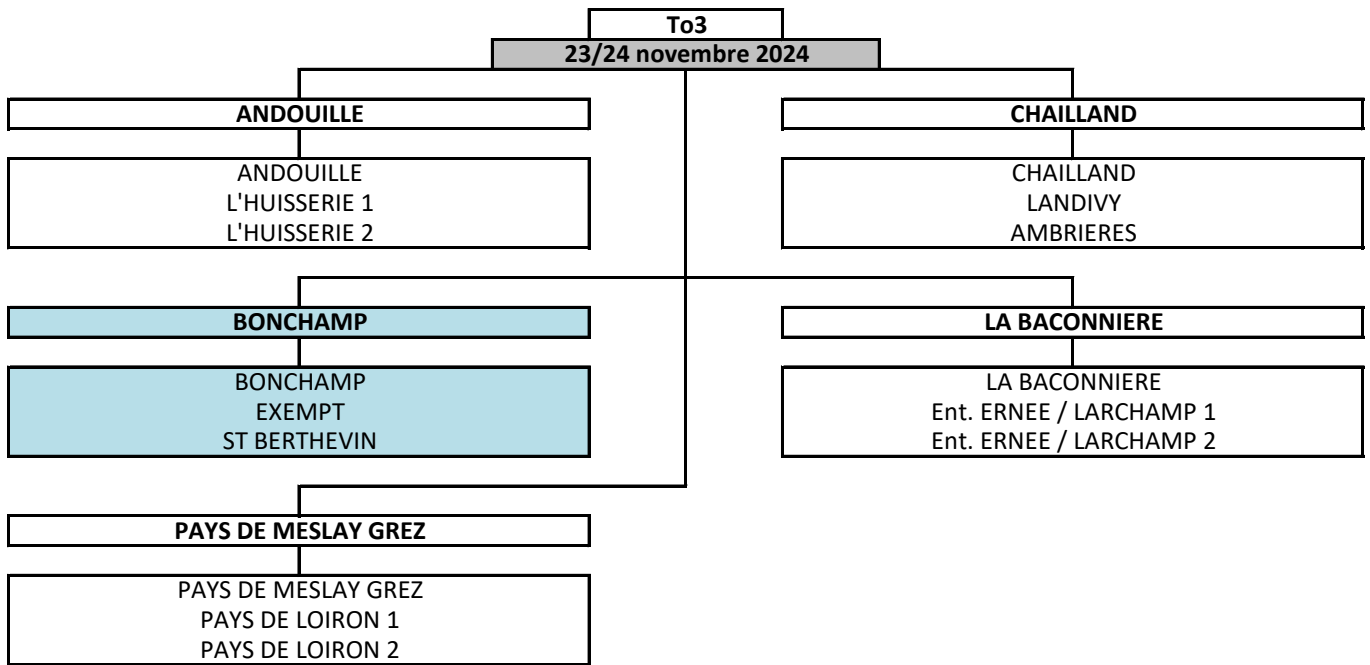 To3
23/24 novembre 2024
ANDOUILLE
ANDOUILLE
L'HUISSERIE 1
L'HUISSERIE 2
CHAILLAND
CHAILLAND
LANDIVY
AMBRIERES
BONCHAMP
BONCHAMP
EXEMPT
ST BERTHEVIN
LA BACONNIERE
LA BACONNIERE
Ent. ERNEE / LARCHAMP 1
Ent. ERNEE / LARCHAMP 2
PAYS DE MESLAY GREZ
PAYS DE MESLAY GREZ
PAYS DE LOIRON 1
PAYS DE LOIRON 2